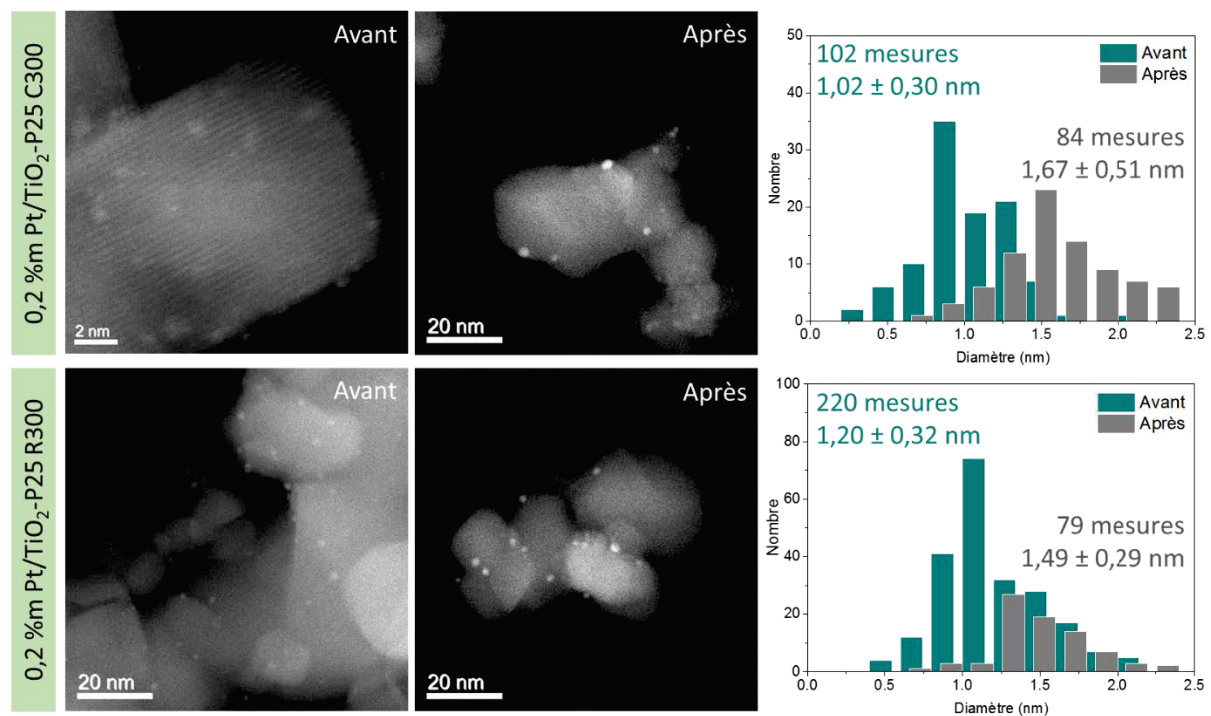 0,2 %m Pt/TiO₂-P25 C300
Avant
2 nm
Après
20 nm
50
40
30
20
10
0
Nombre
102 mesures
1,02 ± 0,30 nm
Avant
Après
84 mesures
1,67 ± 0,51 nm
0.0 0.5 1.0 1.5 2.0 2.5
Diamètre (nm)
0,2 %m Pt/TiO₂-P25 R300
Avant
20 nm
Après
20 nm
100
80
60
40
20
0
Nombre
220 mesures
1,20 ± 0,32 nm
Avant
Après
79 mesures
1,49 ± 0,29 nm
0.0 0.5 1.0 1.5 2.0 2.5
Diamètre (nm)